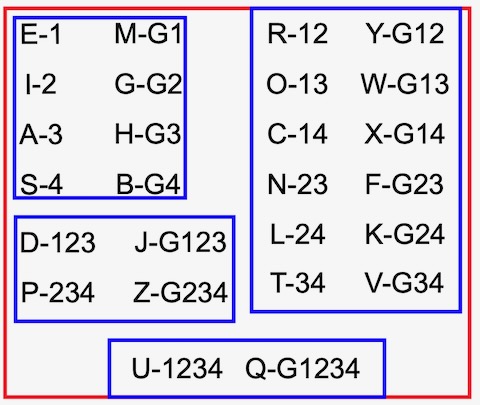 E-1 M-G1
I-2 G-G2
A-3 H-G3
S-4 B-G4
R-12 Y-G12
O-13 W-G13
C-14 X-G14
N-23 F-G23
L-24 K-G24
T-34 V-G34
D-123 J-G123
P-234 Z-G234
U-1234 Q-G1234